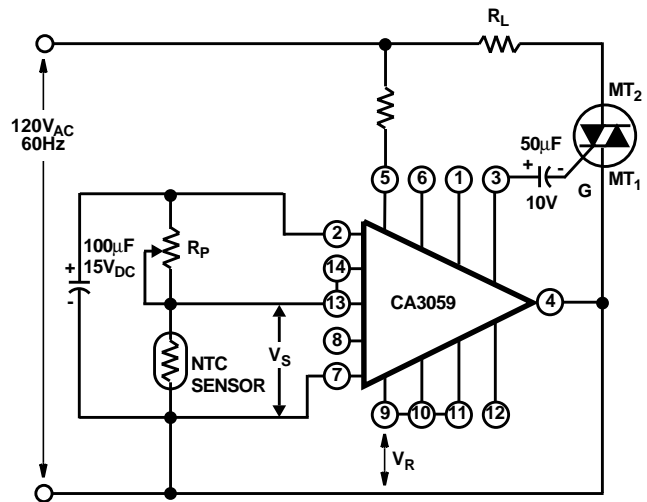 RL
120VAC
60Hz
MT2
50µF
5
6
1
3
+
-
10V
G
MT1
100µF
15VDC
+
-
RP
2
14
13
8
7
CA3059
4
VS
NTC
SENSOR
9
10
11
12
VR